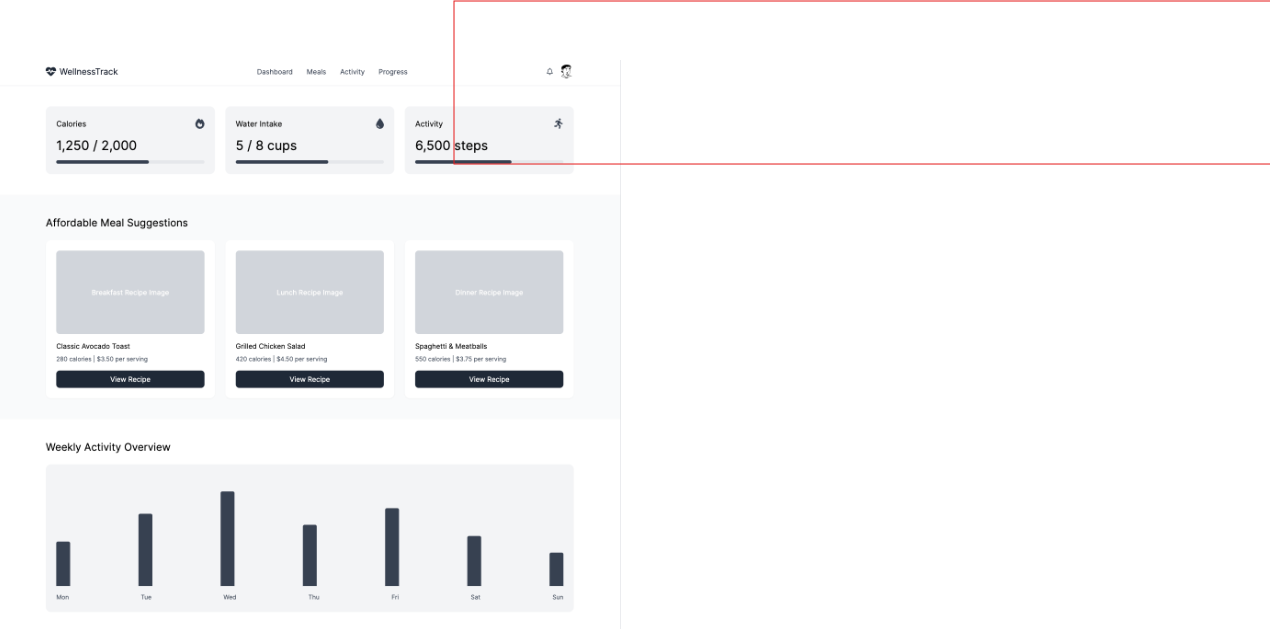 WellnessTrack Dashboard Meals Activity Progress
Calories Water Intake Activity
1,250 / 2,000 5 / 8 cups 6,500 steps
Affordable Meal Suggestions
Breakfast Recipe Image Lunch Recipe Image Dinner Recipe Image
Classic Avocado Toast Grilled Chicken Salad Spaghetti & Meatballs
280 calories | $3.50 per serving 420 calories | $4.50 per serving 550 calories | $3.75 per serving
View Recipe View Recipe View Recipe
Weekly Activity Overview
Mon Tue Wed Thu Fri Sat Sun